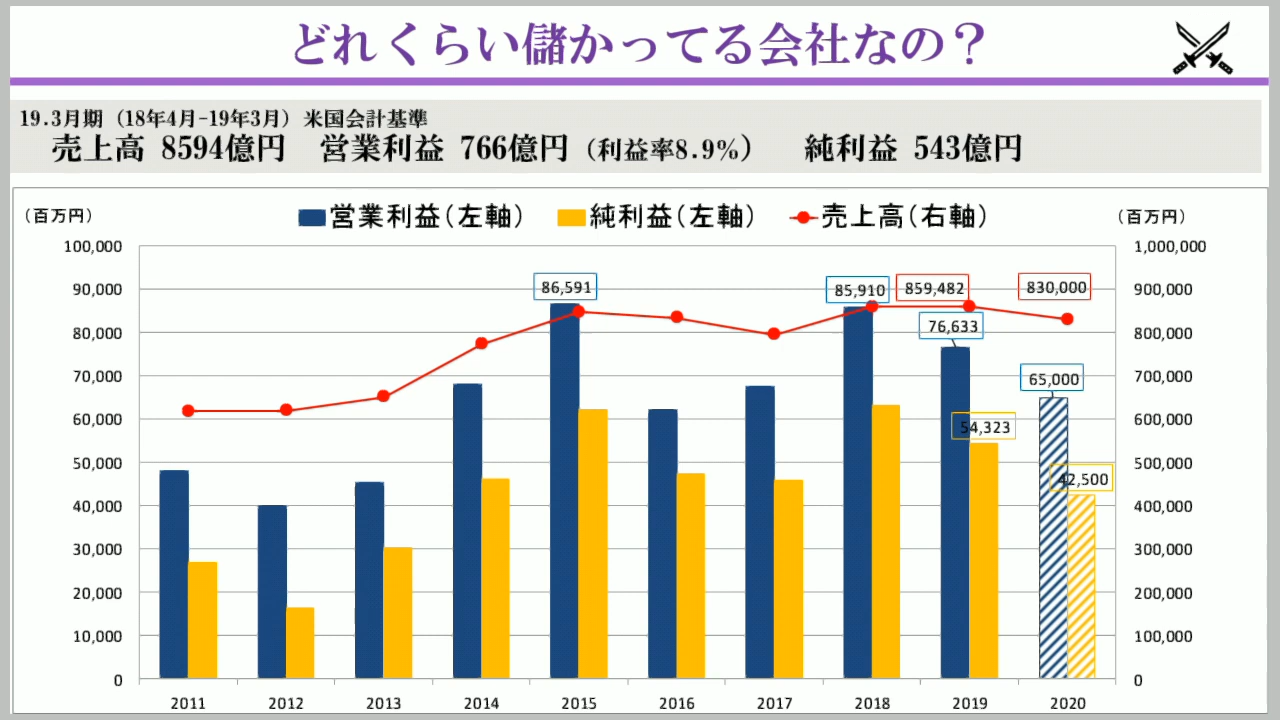 どれくらい儲かってる会社なの？
19.3月期（18年4月-19年3月）米国会計基準
売上高 8594億円 営業利益 766億円（利益率8.9%） 純利益 543億円
（百万円） 営業利益（左軸） 純利益（左軸） 売上高（右軸） （百万円）
100,000 1,000,000
90,000 86,591 85,910 859,482 830,000 900,000
80,000 76,633 800,000
70,000 65,000 700,000
60,000 54,323 600,000
50,000 42,500 500,000
40,000 400,000
30,000 300,000
20,000 200,000
10,000 100,000
0 0
2011 2012 2013 2014 2015 2016 2017 2018 2019 2020